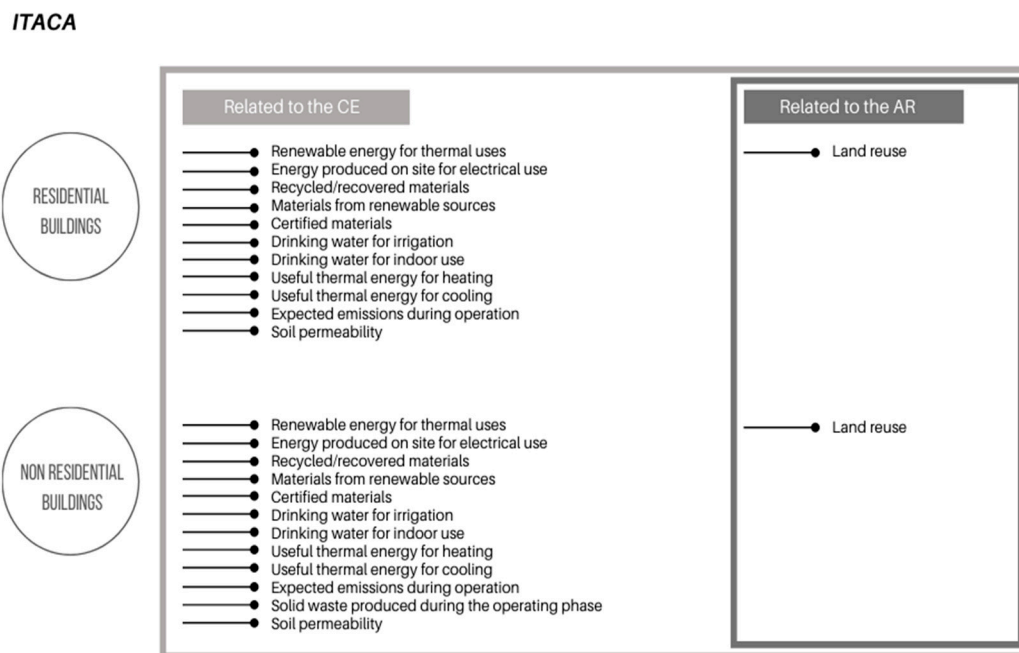 ITACA
Related to the CE
Related to the AR
RESIDENTIAL
BUILDINGS
Renewable energy for thermal uses
Energy produced on site for electrical use
Recycled/recovered materials
Materials from renewable sources
Certified materials
Drinking water for irrigation
Drinking water for indoor use
Useful thermal energy for heating
Useful thermal energy for cooling
Expected emissions during operation
Soil permeability
Land reuse
NON RESIDENTIAL
BUILDINGS
Renewable energy for thermal uses
Energy produced on site for electrical use
Recycled/recovered materials
Materials from renewable sources
Certified materials
Drinking water for irrigation
Drinking water for indoor use
Useful thermal energy for heating
Useful thermal energy for cooling
Expected emissions during operation
Solid waste produced during the operating phase
Soil permeability
Land reuse